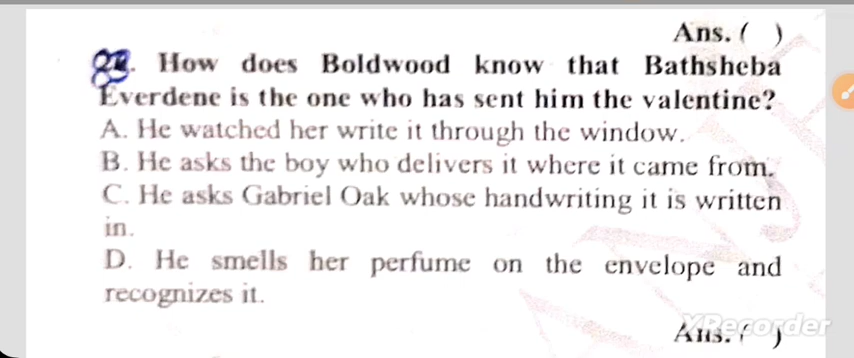 Ans. ( )
How does Boldwood know that Bathsheba
Everdene is the one who has sent him the valentine?
A. He watched her write it through the window.
B. He asks the boy who delivers it where it came from.
C. He asks Gabriel Oak whose handwriting it is written
in.
D. He smells her perfume on the envelope and
recognizes it.
Ans. ( )
XRecorder